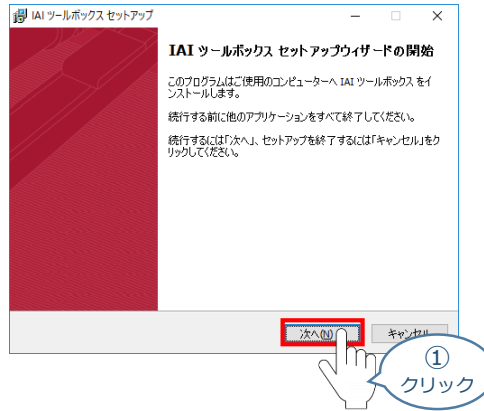 IAI ツールボックス セットアップ
IAI ツールボックス セットアップウィザードの開始
このプログラムはご使用のコンピューターへ IAI ツールボックス をイ
ンストールします。
続行する前に他のアプリケーションをすべて終了してください。
続行するには「次へ」、セットアップを終了するには「キャンセル」をク
リックしてください。
次へ(N)
キャンセル
①
クリック